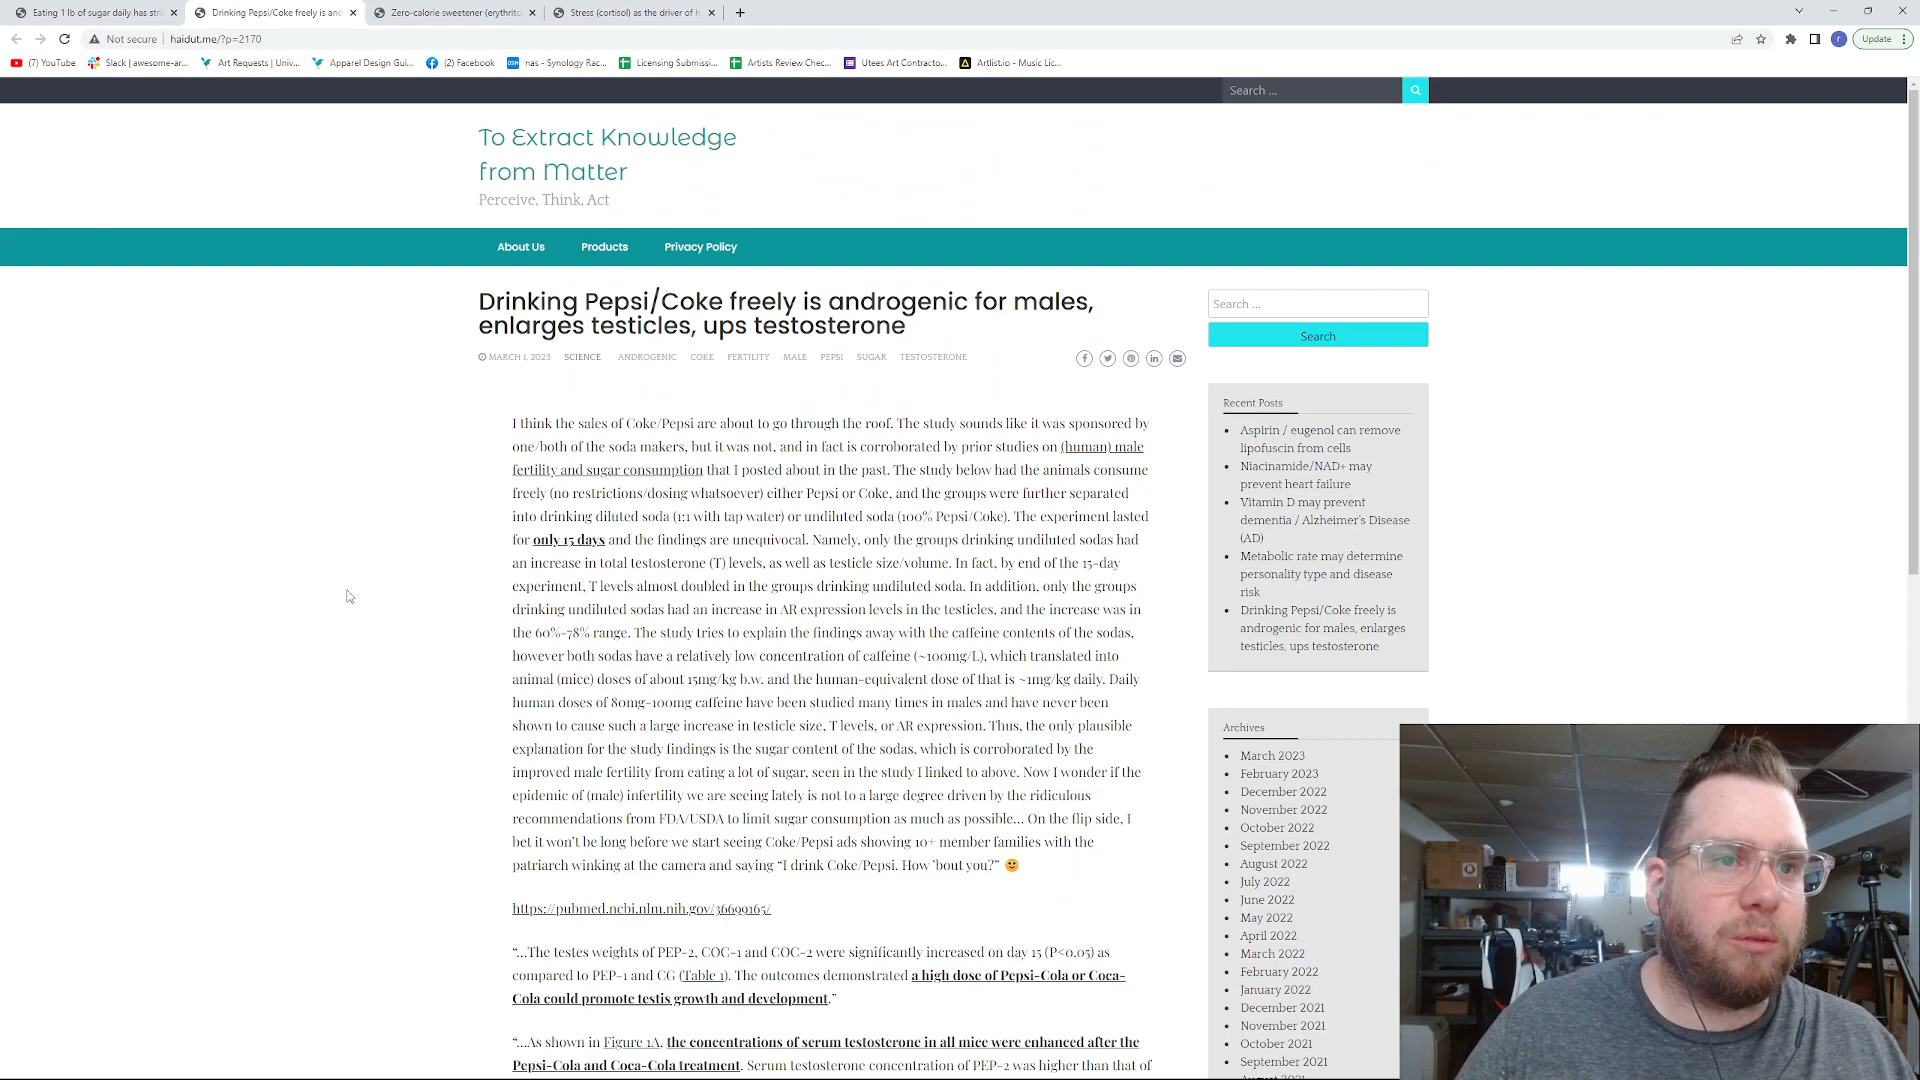 Eating 1 lb of sugar daily has stri
Drinking Pepsi/Coke freely is and
Zero-calorie sweetener (erythrito
Stress (cortisol) as the driver of h
Not secure
haidut.me/?p=2170
r
Update
(7) YouTube
Slack | awesome-ar...
Art Requests | Univ...
Apparel Design Gui...
(2) Facebook
nas - Synology Rac...
Licensing Submissi...
Artists Review Chec...
Utees Art Contracto...
Artlist.io - Music Lic...
Search ...
To Extract Knowledge
from Matter
Perceive, Think, Act
About Us
Products
Privacy Policy
Drinking Pepsi/Coke freely is androgenic for males,
enlarges testicles, ups testosterone
MARCH 1, 2023 SCIENCE ANDROGENIC COKE FERTILITY MALE PEPSI SUGAR TESTOSTERONE
I think the sales of Coke/Pepsi are about to go through the roof. The study sounds like it was sponsored by
one/both of the soda makers, but it was not, and in fact is corroborated by prior studies on (human) male
fertility and sugar consumption that I posted about in the past. The study below had the animals consume
freely (no restrictions/dosing whatsoever) either Pepsi or Coke, and the groups were further separated
into drinking diluted soda (1:1 with tap water) or undiluted soda (100% Pepsi/Coke). The experiment lasted
for only 15 days and the findings are unequivocal. Namely, only the groups drinking undiluted sodas had
an increase in total testosterone (T) levels, as well as testicle size/volume. In fact, by end of the 15-day
experiment, T levels almost doubled in the groups drinking undiluted soda. In addition, only the groups
drinking undiluted sodas had an increase in AR expression levels in the testicles, and the increase was in
the 60%-78% range. The study tries to explain the findings away with the caffeine contents of the sodas,
however both sodas have a relatively low concentration of caffeine (~100mg/L), which translated into
animal (mice) doses of about 15mg/kg b.w. and the human-equivalent dose of that is ~1mg/kg daily. Daily
human doses of 80mg-100mg caffeine have been studied many times in males and have never been
shown to cause such a large increase in testicle size, T levels, or AR expression. Thus, the only plausible
explanation for the study findings is the sugar content of the sodas, which is corroborated by the
improved male fertility from eating a lot of sugar, seen in the study I linked to above. Now I wonder if the
epidemic of (male) infertility we are seeing lately is not to a large degree driven by the ridiculous
recommendations from FDA/USDA to limit sugar consumption as much as possible… On the flip side, I
bet it won't be long before we start seeing Coke/Pepsi ads showing 10+ member families with the
patriarch winking at the camera and saying “I drink Coke/Pepsi. How 'bout you?” 🙂
https://pubmed.ncbi.nlm.nih.gov/36699165/
“…The testes weights of PEP-2, COC-1 and COC-2 were significantly increased on day 15 (P<0.05) as
compared to PEP-1 and CG (Table 1). The outcomes demonstrated a high dose of Pepsi-Cola or Coca-
Cola could promote testis growth and development.”
“…As shown in Figure 1A, the concentrations of serum testosterone in all mice were enhanced after the
Pepsi-Cola and Coca-Cola treatment. Serum testosterone concentration of PEP-2 was higher than that of
Search ...
Search
Recent Posts
Aspirin / eugenol can remove
lipofuscin from cells
Niacinamide/NAD+ may
prevent heart failure
Vitamin D may prevent
dementia / Alzheimer's Disease
(AD)
Metabolic rate may determine
personality type and disease
risk
Drinking Pepsi/Coke freely is
androgenic for males, enlarges
testicles, ups testosterone
Archives
March 2023
February 2023
December 2022
November 2022
October 2022
September 2022
August 2022
July 2022
June 2022
May 2022
April 2022
March 2022
February 2022
January 2022
December 2021
November 2021
October 2021
September 2021